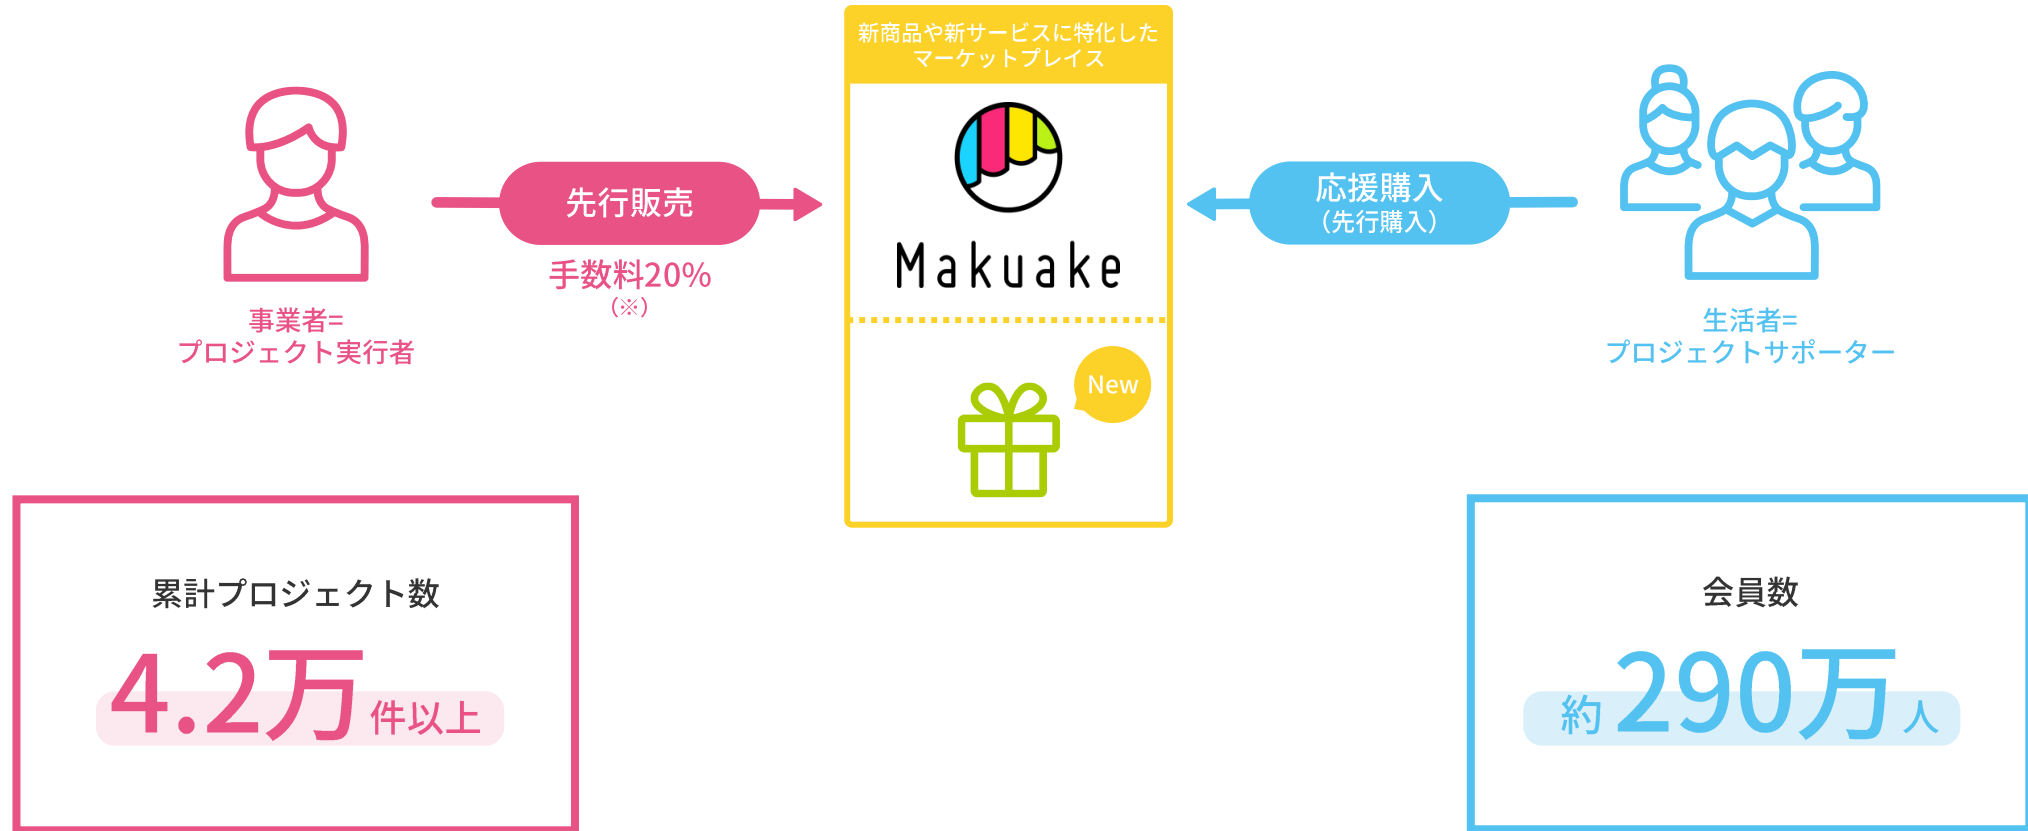 新商品や新サービスに特化した
マーケットプレイス
Makuake
New
先行販売
手数料20%
（※）
事業者=
プロジェクト実行者
応援購入
（先行購入）
生活者=
プロジェクトサポーター
累計プロジェクト数
4.2万件以上
会員数
約290万人